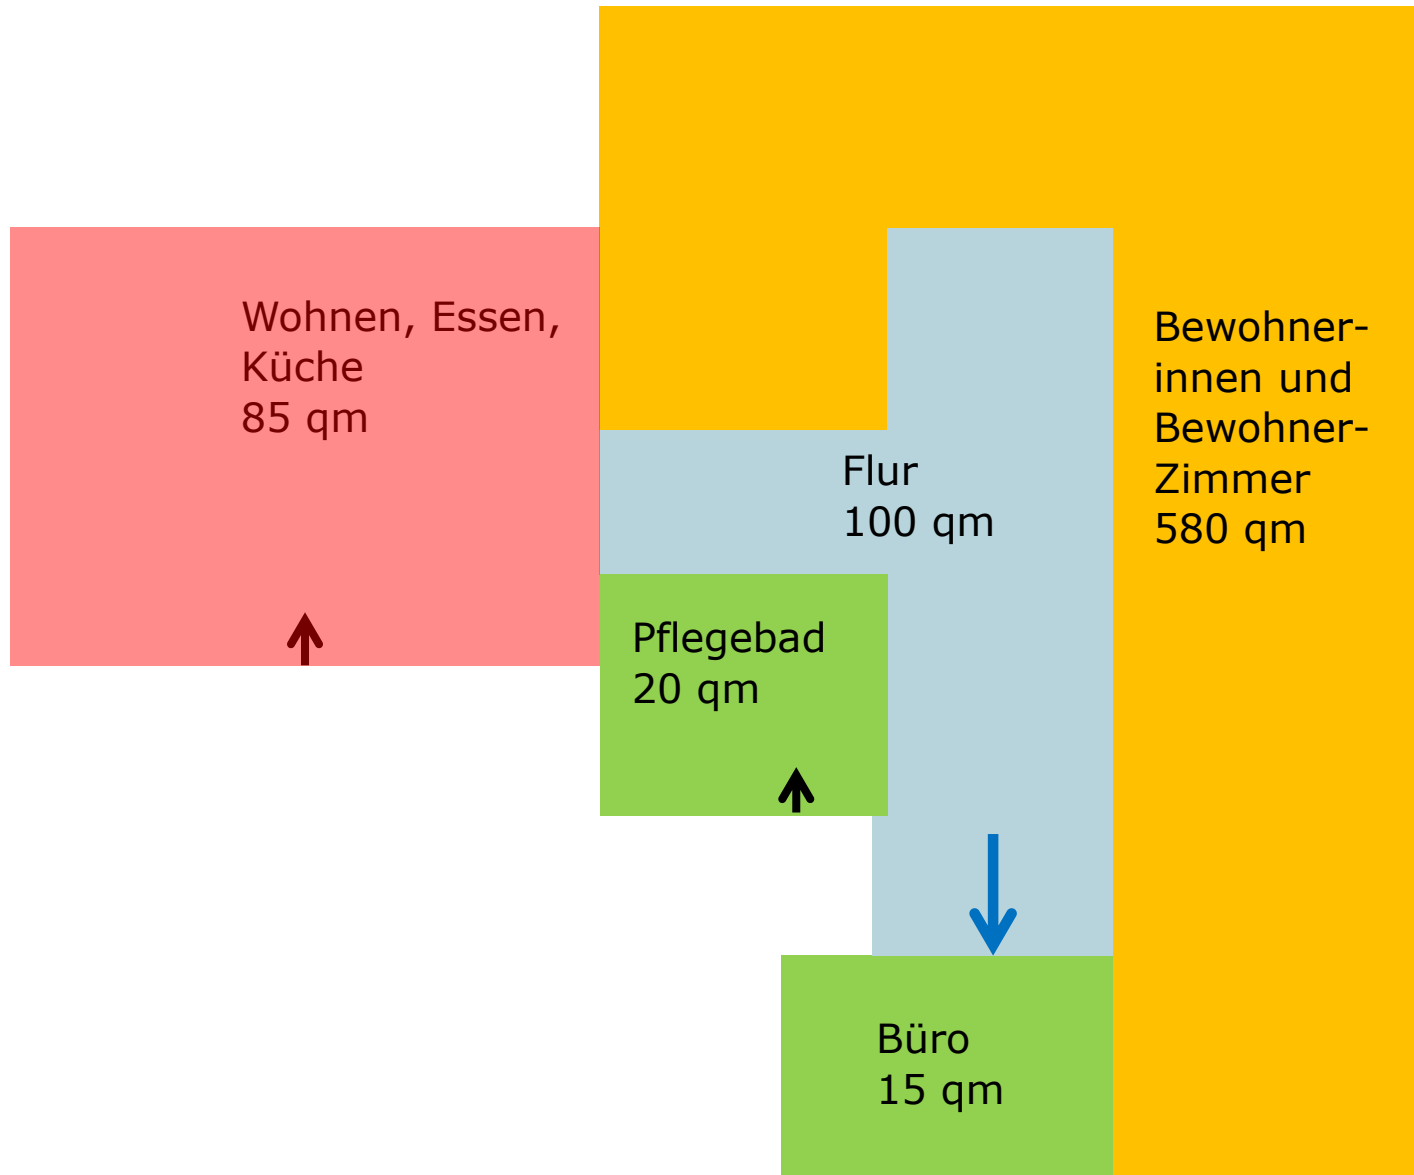 Wohnen, Essen,
Küche
85 qm
Bewohner-
innen und
Bewohner-
Zimmer
580 qm
Flur
100 qm
Pflegebad
20 qm
Büro
15 qm